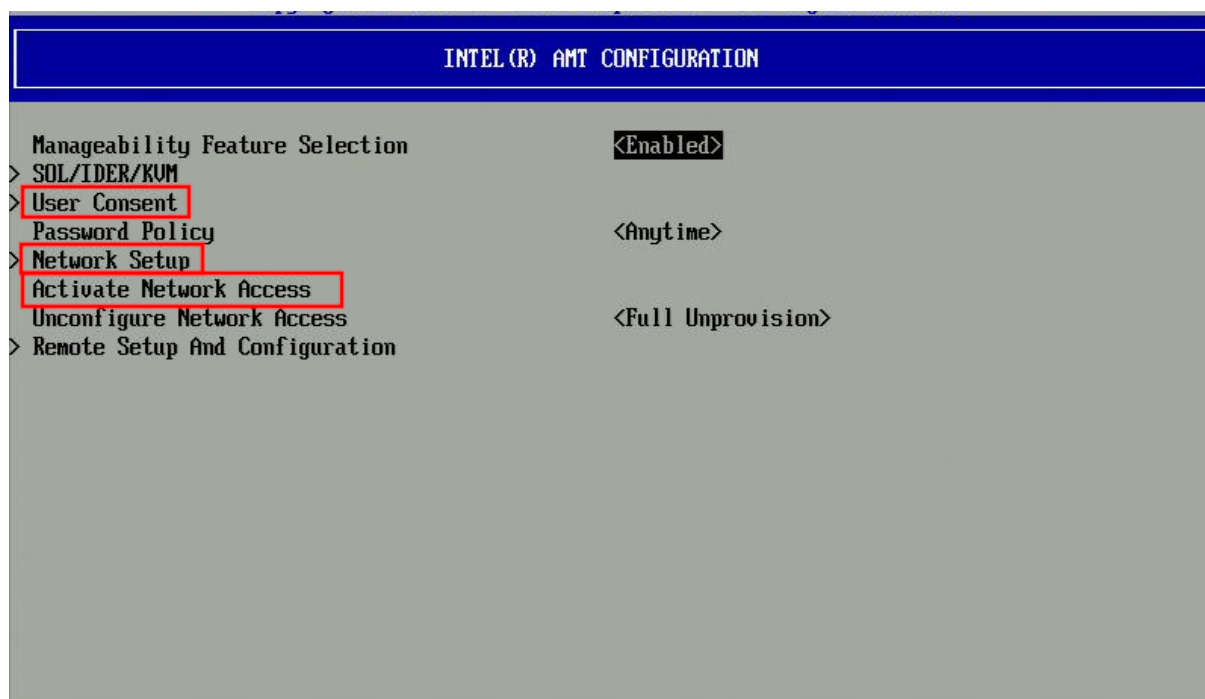 INTEL(R) AMT CONFIGURATION
Manageability Feature Selection <Enabled>
> SOL/IDER/KVM
> User Consent
Password Policy <Anytime>
> Network Setup
Activate Network Access
Unconfigure Network Access <Full Unprovision>
> Remote Setup And Configuration